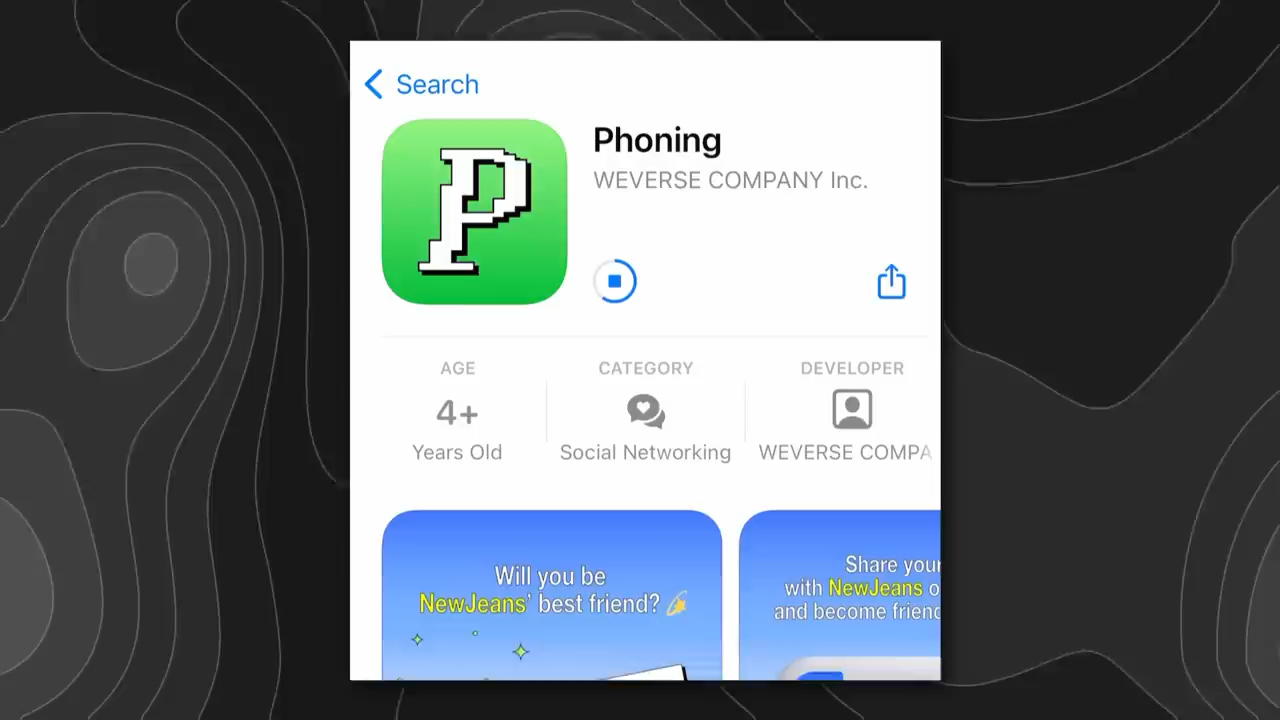 Search
P
Phoning
WEVERSE COMPANY Inc.
AGE
CATEGORY
DEVELOPER
4+
Years Old
Social Networking
WEVERSE COMPA
Will you be
NewJeans' best friend?
Share your
with NewJeans
and become